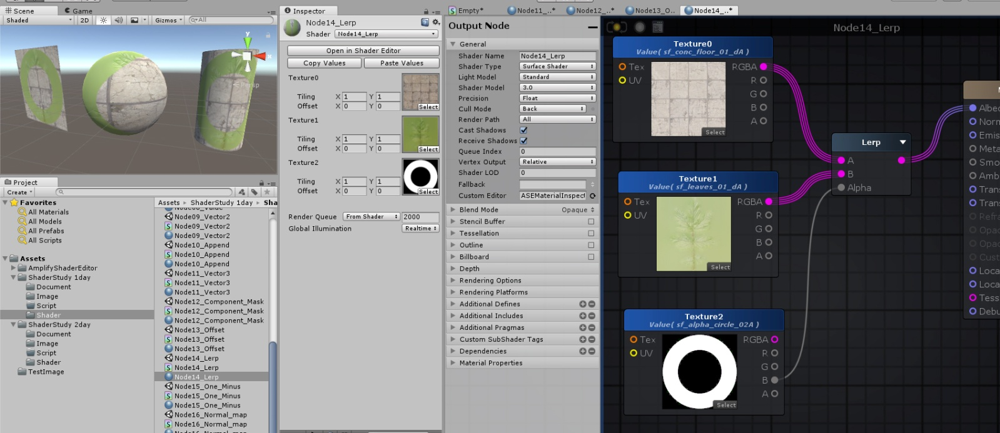 Scene
Game
Shaded
2D
Gizmos
All
y
x
Persp
Project
Create
Favorites
All Materials
All Models
All Prefabs
All Scripts
Assets
AmplifyShaderEditor
ShaderStudy 1day
Document
Image
Script
Shader
ShaderStudy 2day
Document
Image
Script
Shader
TestImage
Assets ShaderStudy 1day Sha
Node09_Vector2
Node09_Vector2
Node09_Vector2
Node10_Append
Node10_Append
Node10_Append
Node11_Vector3
Node11_Vector3
Node11_Vector3
Node12_Component_Mask
Node12_Component_Mask
Node12_Component_Mask
Node13_Offset
Node13_Offset
Node13_Offset
Node14_Lerp
Node14_Lerp
Node14_Lerp
Node15_One_Minus
Node15_One_Minus
Node15_One_Minus
Node16_Normal_map
Node16_Normal_map
Node16_Normal_map
Inspector
Node14_Lerp
Shader Node14_Lerp
Open in Shader Editor
Copy Values Paste Values
Texture0
Tiling X 1 Y 1
Offset X 0 Y 0
Select
Texture1
Tiling X 1 Y 1
Offset X 0 Y 0
Select
Texture2
Tiling X 1 Y 1
Offset X 0 Y 0
Select
Render Queue From Shader 2000
Global Illumination Realtime
Empty* Node11_..* Node12_..* Node13_O.. Node14_..*
Output Node
General
Shader Name Node14_Lerp
Shader Type Surface Shader
Light Model Standard
Shader Model 3.0
Precision Float
Cull Mode Back
Render Path All
Cast Shadows
Receive Shadows
Queue Index 0
Vertex Output Relative
Shader LOD 0
Fallback
Custom Editor ASEMaterialInspect
Blend Mode Opaque
Stencil Buffer
Tessellation
Outline
Billboard
Depth
Rendering Options
Rendering Platforms
Additional Defines
Additional Includes
Additional Pragmas
Custom SubShader Tags
Dependencies
Material Properties
Node14_Lerp
Texture0
Value( sf_conc_floor_01_dA )
Tex
UV
RGBA
R
G
B
A
Select
Texture1
Value( sf_leaves_01_dA )
Tex
UV
RGBA
R
G
B
A
Select
Texture2
Value( sf_alpha_circle_02A )
Tex
UV
RGBA
R
G
B
A
Select
Lerp
A
B
Alpha
Albed
Norn
Emis
Meta
Smo
Amb
Tran
Tran
Refra
Opac
Opac
Cust
Loca
Loca
Tess
Debu